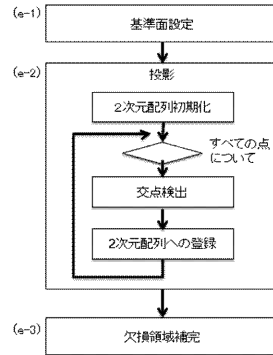 (e-1)
基準面設定
(e-2)
投影
2次元配列初期化
すべての点
について
交点検出
2次元配列への登録
(e-3)
欠損領域補完